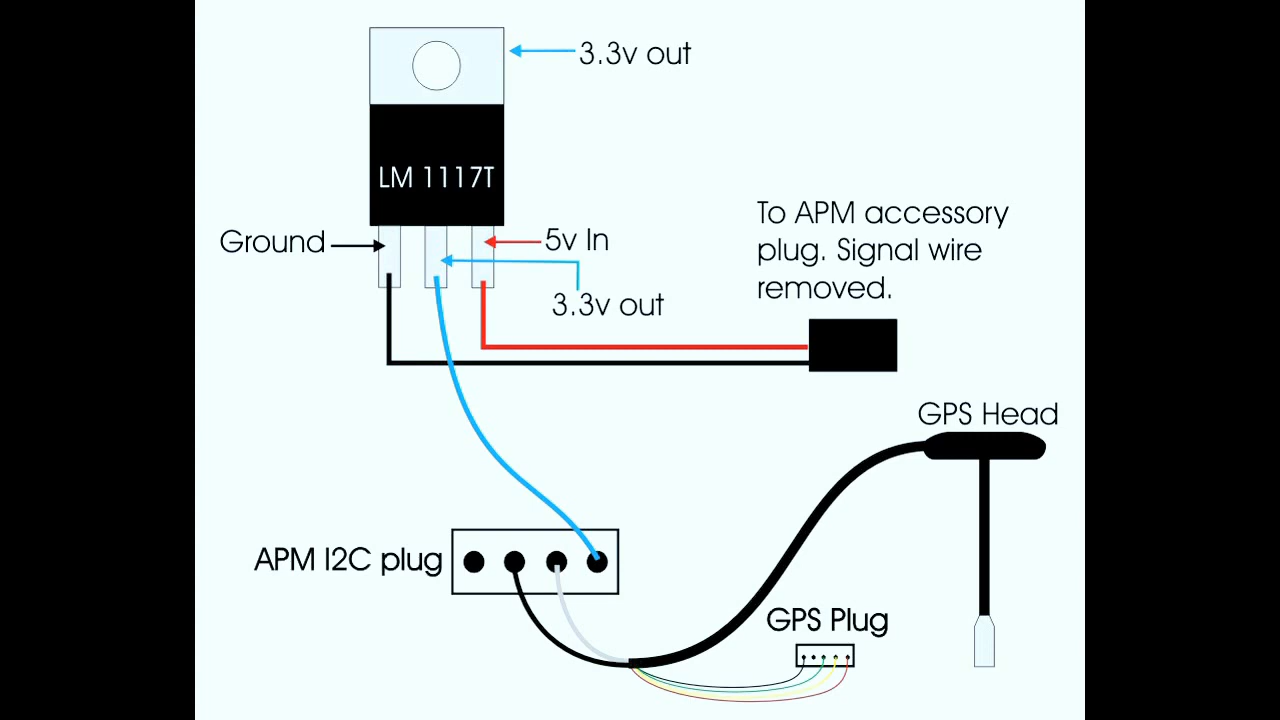 3.3v out
LM 1117T
Ground
5v In
3.3v out
To APM accessory
plug. Signal wire
removed.
GPS Head
APM I2C plug
GPS Plug